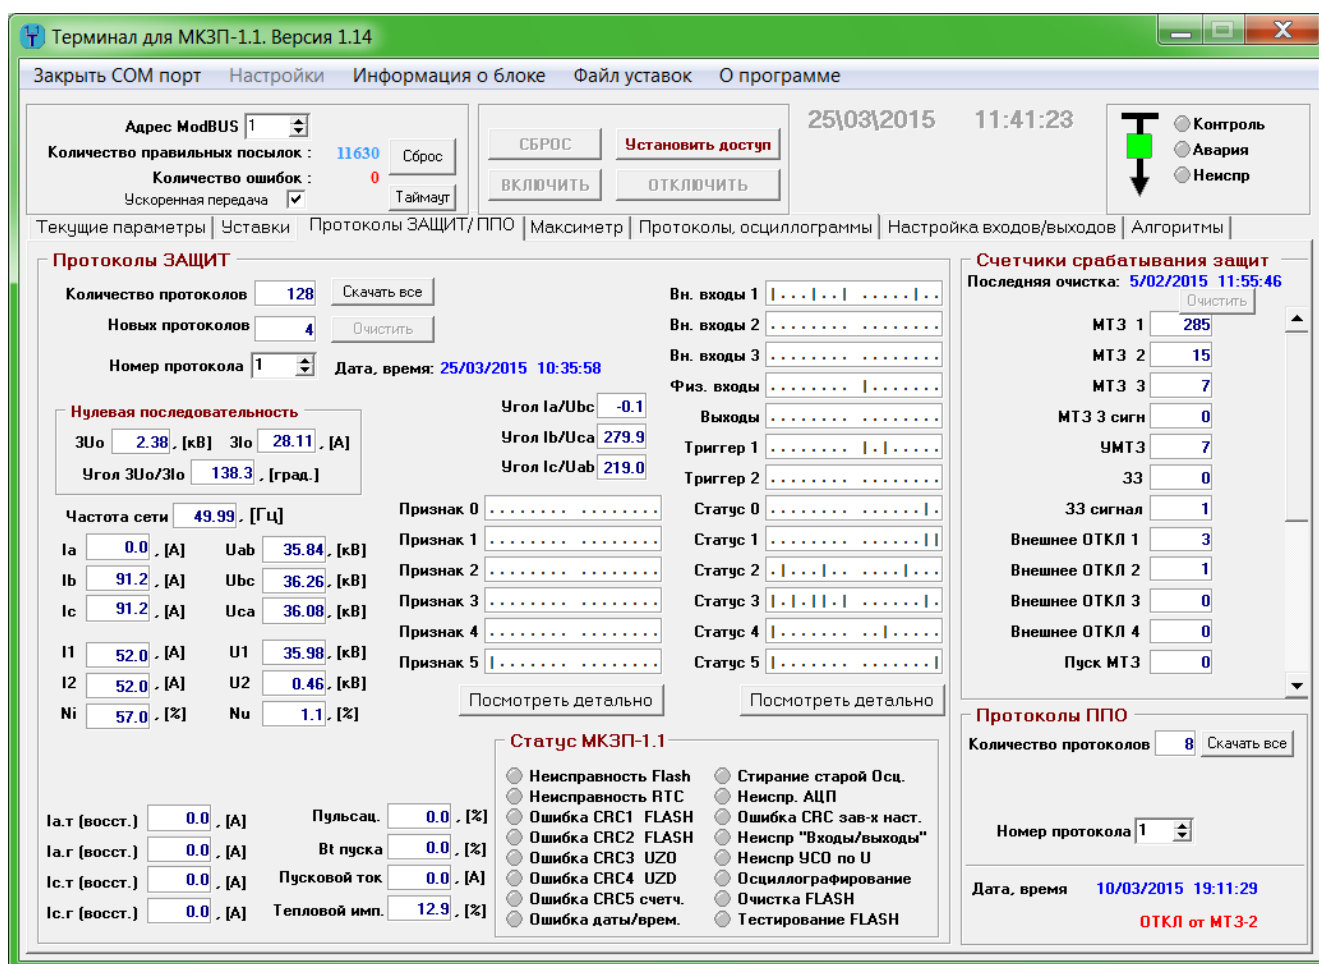 Терминал для МКЗП-1.1. Версия 1.14
Закрыть COM порт Настройки Информация о блоке Файл уставок О программе
Адрес ModBUS 1
Количество правильных посылок : 11630 Сброс
Количество ошибок : 0
Ускоренная передача Таймаут
СБРОС Установить доступ
ВКЛЮЧИТЬ ОТКЛЮЧИТЬ
25\03\2015 11:41:23
Контроль
Авария
Неиспр
Текущие параметры Уставки Протоколы ЗАЩИТ/ППО Максиметр Протоколы, осциллограммы Настройка входов/выходов Алгоритмы
Протоколы ЗАЩИТ
Количество протоколов 128 Скачать все
Новых протоколов 4 Очистить
Номер протокола 1 Дата, время: 25/03/2015 10:35:58
Нулевая последовательность
3Uo 2.38 , [кВ] 3Io 28.11 , [А]
Угол 3Uo/3Io 138.3 , [град.]
Угол Ia/Ubc -0.1
Угол Ib/Uca 279.9
Угол Ic/Uab 219.0
Частота сети 49.99 , [Гц]
Ia 0.0 , [А] Uab 35.84 , [кВ]
Ib 91.2 , [А] Ubc 36.26 , [кВ]
Ic 91.2 , [А] Uca 36.08 , [кВ]
I1 52.0 , [А] U1 35.98 , [кВ]
I2 52.0 , [А] U2 0.46 , [кВ]
Ni 57.0 , [%] Nu 1.1 , [%]
Признак 0 ........ ........
Признак 1 ........ ........
Признак 2 ........ ........
Признак 3 ........ ........
Признак 4 ........ ........
Признак 5 |....... ........
Посмотреть детально
Вн. входы 1 |...|..| .....|..
Вн. входы 2 ........ ........
Вн. входы 3 ........ ........
Физ. входы ........ |.......
Выходы ........ ........
Триггер 1 ........ |.|.....
Триггер 2 ........ ........
Статус 0 ........ ......|.
Статус 1 ........ ......||
Статус 2 .|...|.. ....|...
Статус 3 |.|.||.| ......|.
Статус 4 |....... ..|.....
Статус 5 |....... .......|
Посмотреть детально
Iа.т (восст.) 0.0 , [А]
Iа.г (восст.) 0.0 , [А]
Iс.т (восст.) 0.0 , [А]
Iс.г (восст.) 0.0 , [А]
Пульсац. 0.0 , [%]
Bt пуска 0.0 , [%]
Пусковой ток 0.0 , [А]
Тепловой имп. 12.9 , [%]
Статус МКЗП-1.1
Неисправность Flash Стирание старой Осц.
Неисправность RTC Неиспр. АЦП
Ошибка CRC1 FLASH Ошибка CRC зав-х наст.
Ошибка CRC2 FLASH Неиспр "Входы/выходы"
Ошибка CRC3 UZO Неиспр УСО по U
Ошибка CRC4 UZD Осциллографирование
Ошибка CRC5 счетч. Очистка FLASH
Ошибка даты/врем. Тестирование FLASH
Счетчики срабатывания защит
Последняя очистка: 5/02/2015 11:55:46
Очистить
МТЗ 1 285
МТЗ 2 15
МТЗ 3 7
МТЗ 3 сигн 0
УМТЗ 7
ЗЗ 0
ЗЗ сигнал 1
Внешнее ОТКЛ 1 3
Внешнее ОТКЛ 2 1
Внешнее ОТКЛ 3 0
Внешнее ОТКЛ 4 0
Пуск МТЗ 0
Протоколы ППО
Количество протоколов 8 Скачать все
Номер протокола 1
Дата, время 10/03/2015 19:11:29
ОТКЛ от МТЗ-2